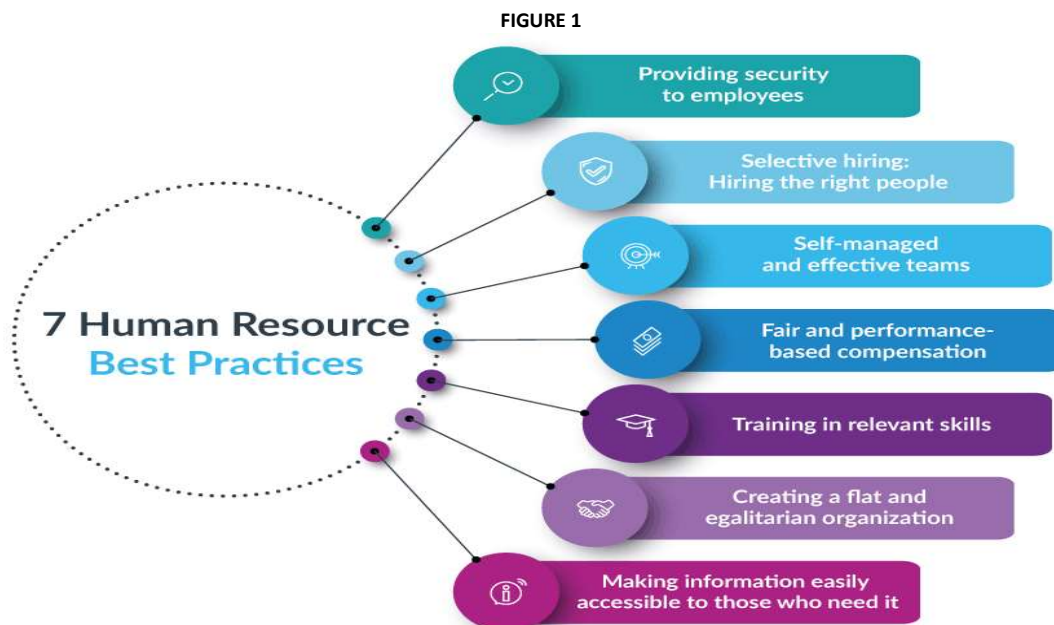 FIGURE 1
Providing security
to employees
Selective hiring:
Hiring the right people
Self-managed
and effective teams
7 Human Resource
Best Practices
Fair and performance-
based compensation
Training in relevant skills
Creating a flat and
egalitarian organization
Making information easily
accessible to those who need it